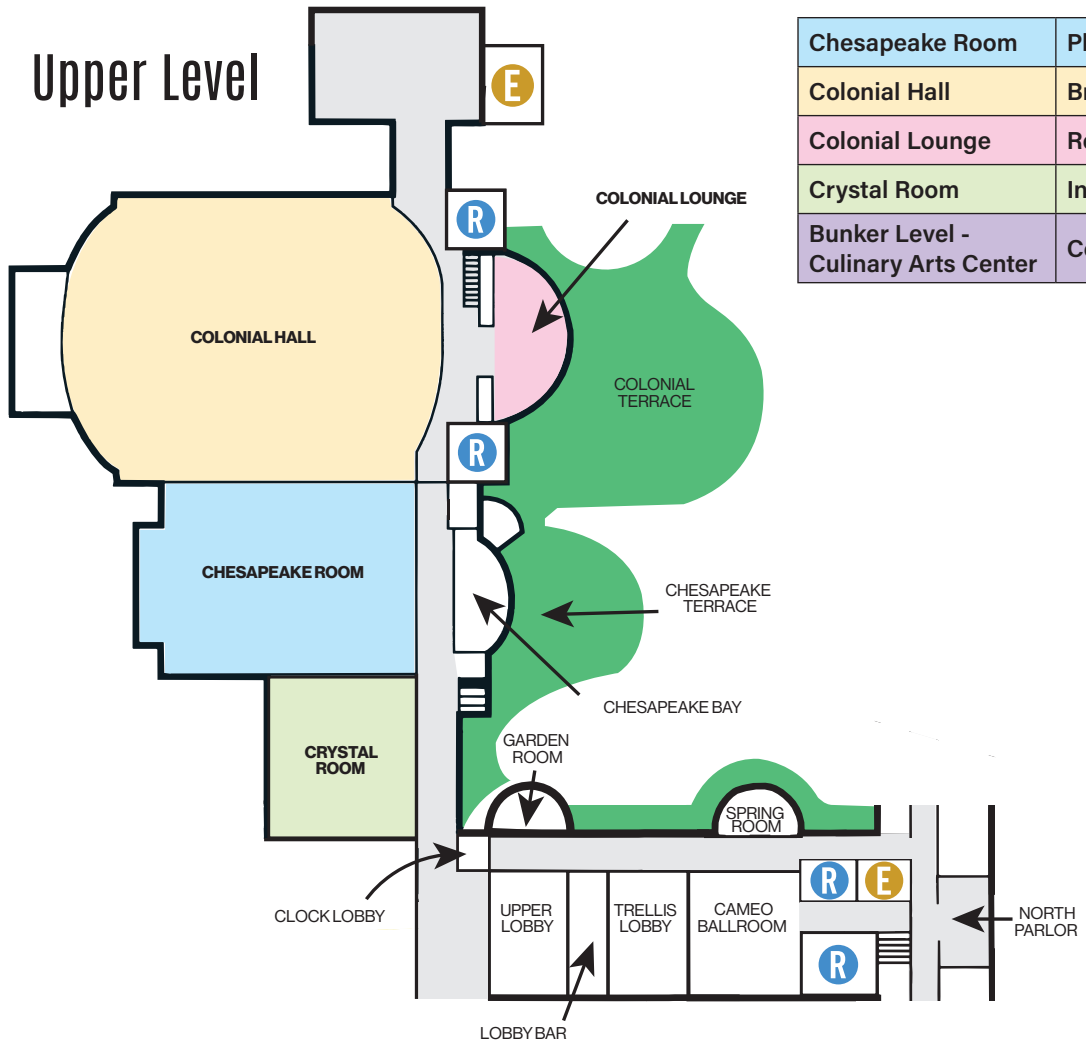 Upper Level
E
Chesapeake Room
Colonial Hall
Colonial Lounge
Crystal Room
Bunker Level -
Culinary Arts Center
R
COLONIAL LOUNGE
COLONIAL HALL
COLONIAL
TERRACE
R
CHESAPEAKE ROOM
CHESAPEAKE
TERRACE
CHESAPEAKE BAY
GARDEN
ROOM
CRYSTAL
ROOM
SPRING
ROOM
CLOCK LOBBY
UPPER
LOBBY
TRELLIS
LOBBY
CAMEO
BALLROOM
R
E
R
NORTH
PARLOR
LOBBY BAR